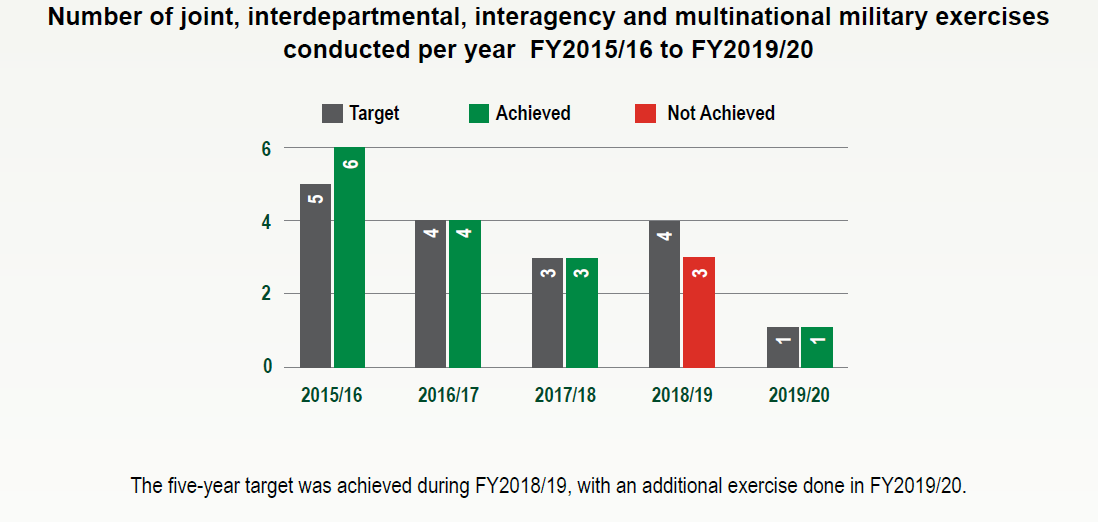 Number of joint, interdepartmental, interagency and multinational military exercises
conducted per year FY2015/16 to FY2019/20
Target Achieved Not Achieved
6
4
2
0
5 6
4 4
3 3
4 3
1 1
2015/16 2016/17 2017/18 2018/19 2019/20
The five-year target was achieved during FY2018/19, with an additional exercise done in FY2019/20.